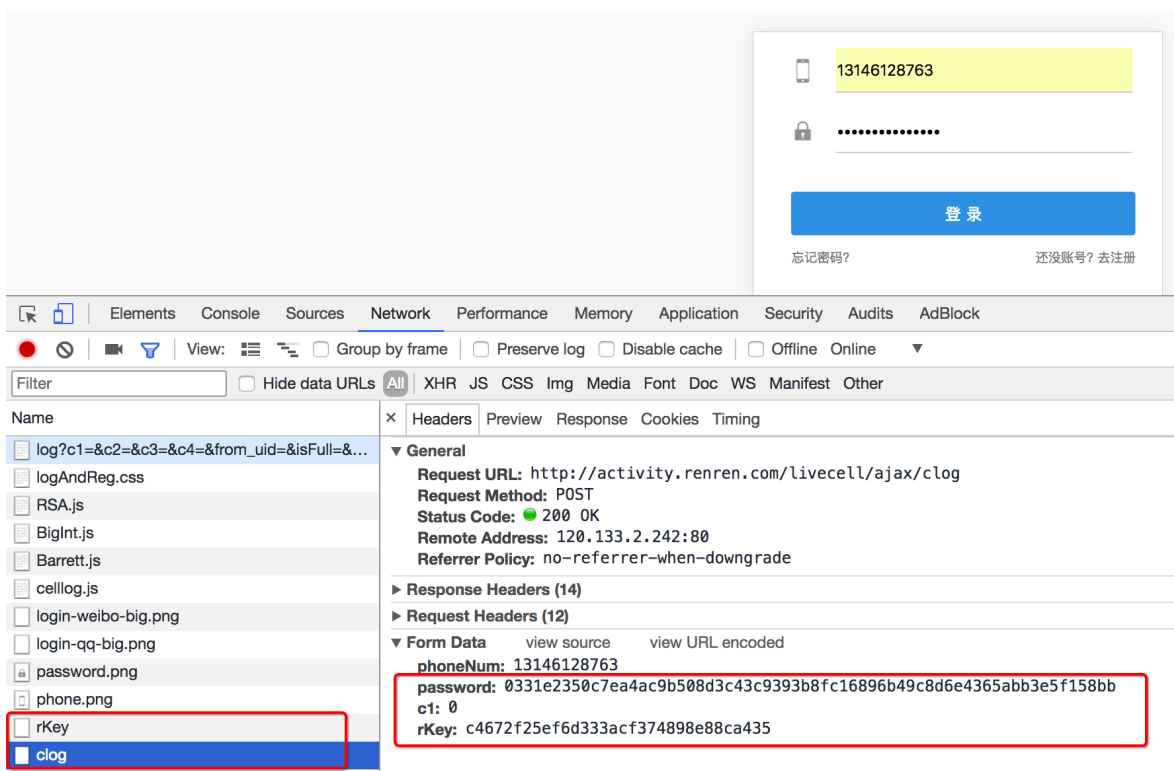 13146128763
•••••••••••••••
登 录
忘记密码?
还没账号? 去注册
Elements Console Sources Network Performance Memory Application Security Audits AdBlock
View: Group by frame Preserve log Disable cache Offline Online
Filter Hide data URLs All XHR JS CSS Img Media Font Doc WS Manifest Other
Name
log?c1=&c2=&c3=&c4=&from_uid=&isFull=&...
logAndReg.css
RSA.js
BigInt.js
Barrett.js
celllog.js
login-weibo-big.png
login-qq-big.png
password.png
phone.png
rKey
clog
× Headers Preview Response Cookies Timing
General
Request URL: http://activity.renren.com/livecell/ajax/clog
Request Method: POST
Status Code: 200 OK
Remote Address: 120.133.2.242:80
Referrer Policy: no-referrer-when-downgrade
Response Headers (14)
Request Headers (12)
Form Data view source view URL encoded
phoneNum: 13146128763
password: 0331e2350c7ea4ac9b508d3c43c9393b8fc16896b49c8d6e4365abb3e5f158bb
c1: 0
rKey: c4672f25ef6d333acf374898e88ca435